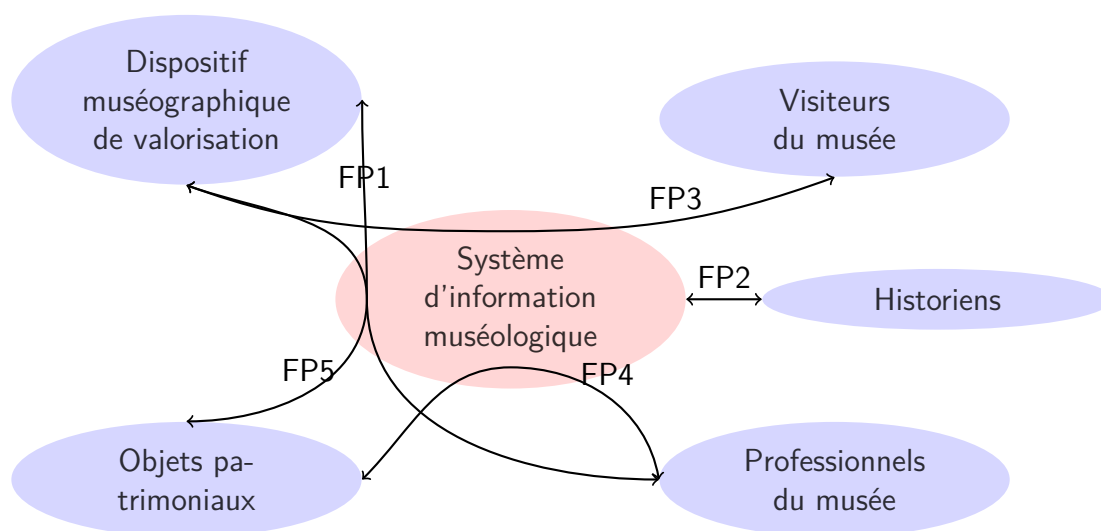 Dispositif
muséographique
de valorisation
Visiteurs
du musée
FP1
FP3
Système
d'information
muséologique
FP2
Historiens
FP5
FP4
Objets pa-
trimoniaux
Professionnels
du musée